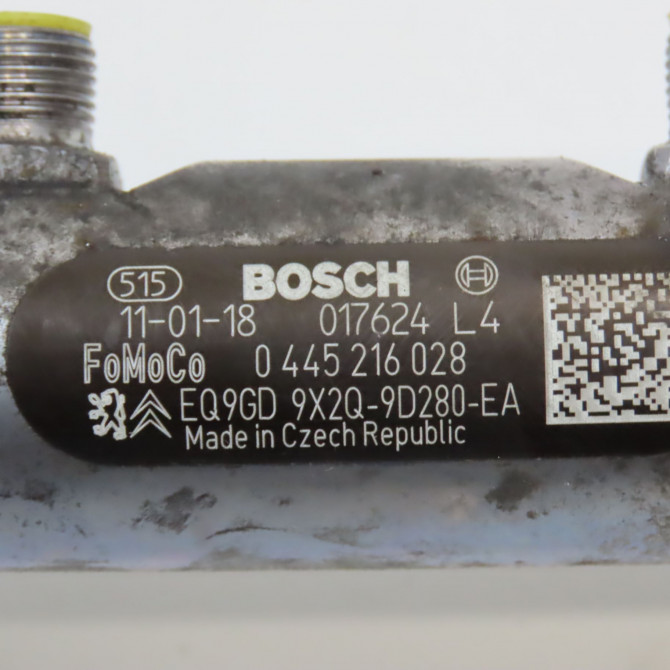 515 BOSCH
11-01-18 017624 L4
FoMoCo 0 445 216 028
EQ9GD 9X2Q-9D280-EA
Made in Czech Republic